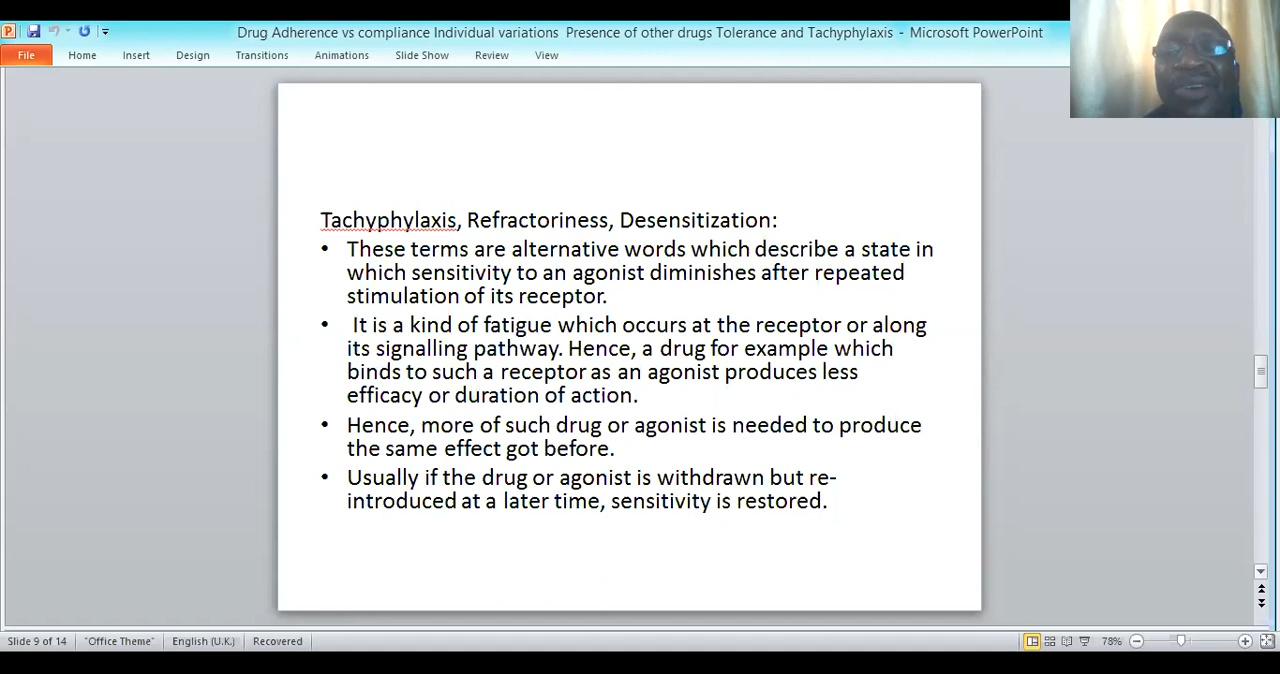 Drug Adherence vs compliance Individual variations  Presence of other drugs Tolerance and Tachyphylaxis  -  Microsoft PowerPoint
File Home Insert Design Transitions Animations Slide Show Review View
Tachyphylaxis, Refractoriness, Desensitization:
• These terms are alternative words which describe a state in
which sensitivity to an agonist diminishes after repeated
stimulation of its receptor.
• It is a kind of fatigue which occurs at the receptor or along
its signalling pathway. Hence, a drug for example which
binds to such a receptor as an agonist produces less
efficacy or duration of action.
• Hence, more of such drug or agonist is needed to produce
the same effect got before.
• Usually if the drug or agonist is withdrawn but re-
introduced at a later time, sensitivity is restored.
Slide 9 of 14 "Office Theme" English (U.K.) Recovered 78%